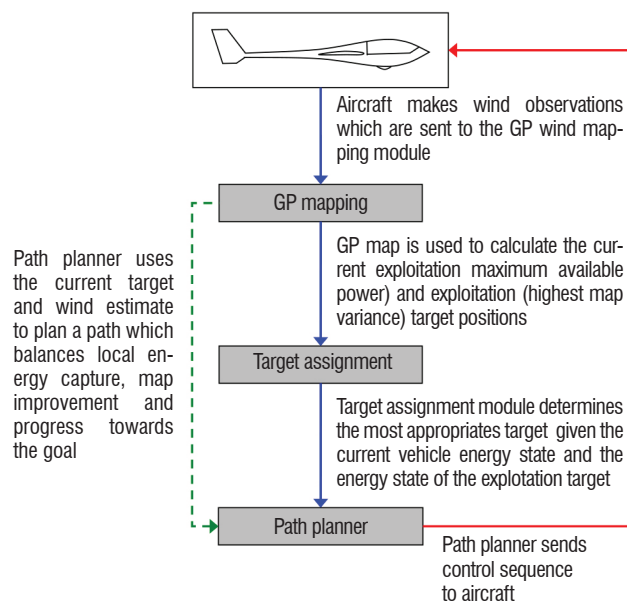 Aircraft makes wind observations
which are sent to the GP wind map-
ping module
GP mapping
GP map is used to calculate the cur-
rent exploitation maximum available
power) and exploitation (highest map
variance) target positions
Path planner uses
the current target
and wind estimate
to plan a path which
balances local en-
ergy capture, map
improvement and
progress towards
the goal
Target assignment
Target assignment module determines
the most appropriates target given the
current vehicle energy state and the
energy state of the explotation target
Path planner
Path planner sends
control sequence
to aircraft